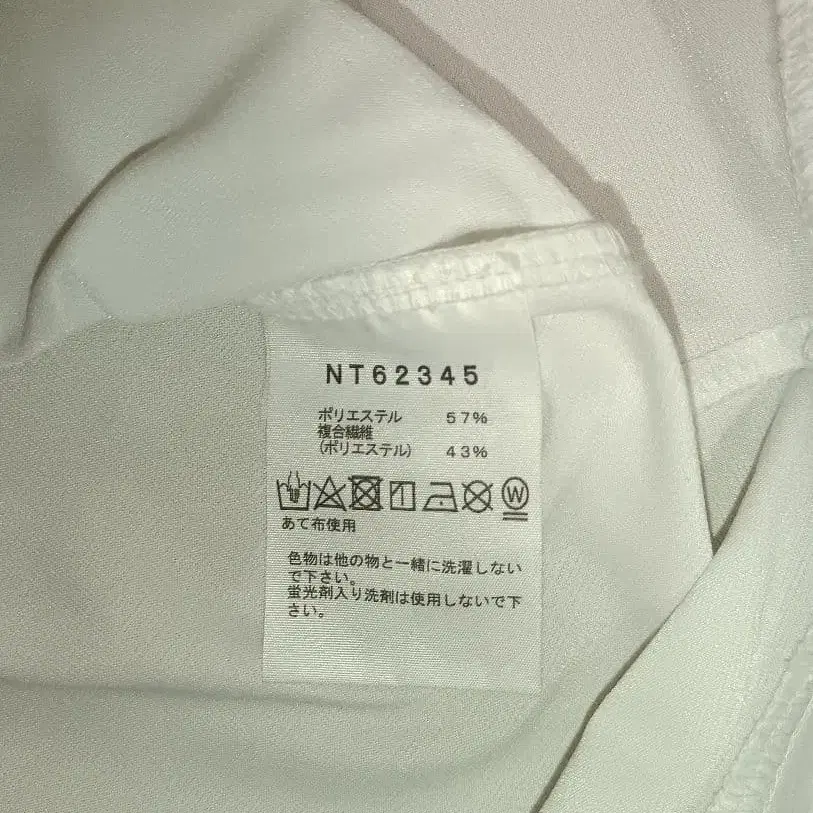 NT62345
ポリエステル 57%
複合繊維
(ポリエステル) 43%
W
あて布使用
色物は他の物と一緒に洗濯しない
で下さい。
蛍光剤入り洗剤は使用しないで下
さい。